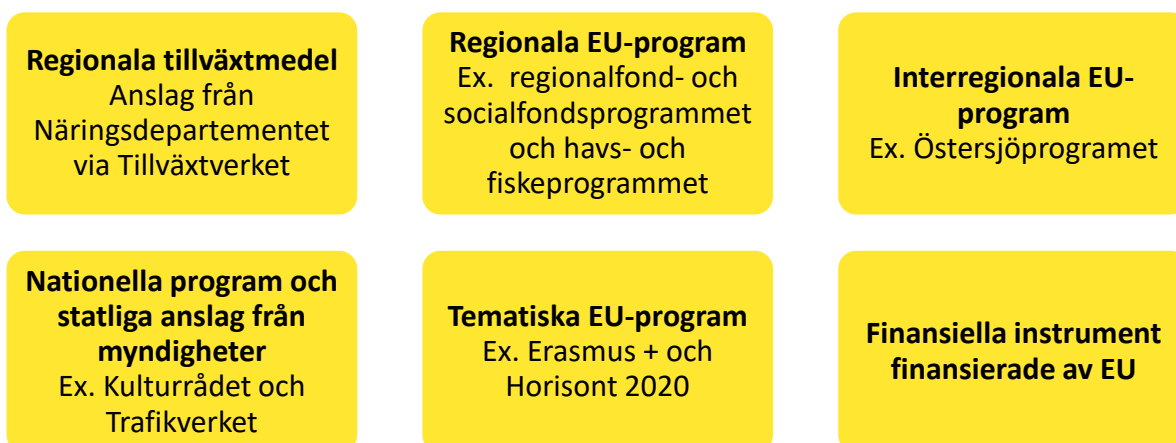 Regionala tillväxtmedel
Anslag från
Näringsdepartementet
via Tillväxtverket
Regionala EU-program
Ex. regionalfond- och
socialfondsprogrammet
och havs- och
fiskeprogrammet
Interregionala EU-
program
Ex. Östersjöprogramet
Nationella program och
statliga anslag från
myndigheter
Ex. Kulturrådet och
Trafikverket
Tematiska EU-program
Ex. Erasmus + och
Horisont 2020
Finansiella instrument
finansierade av EU